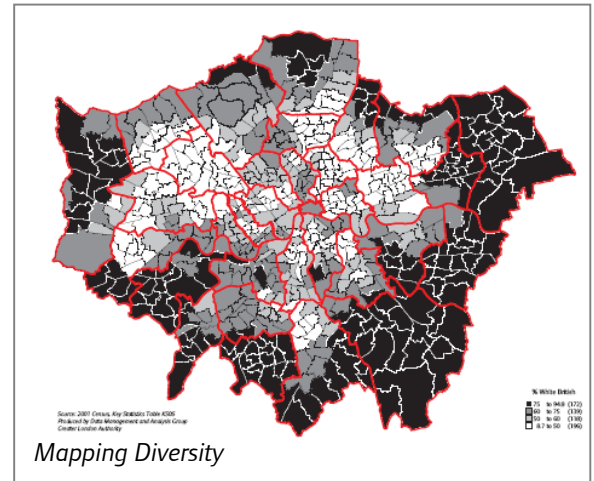 % White British
75 to 94.8 (172)
60 to 75 (139)
50 to 60 (118)
8.7 to 50 (196)
Source: 2001 Census, Key Statistics Table KS06
Produced by Data Management and Analysis Group
Greater London Authority
Mapping Diversity